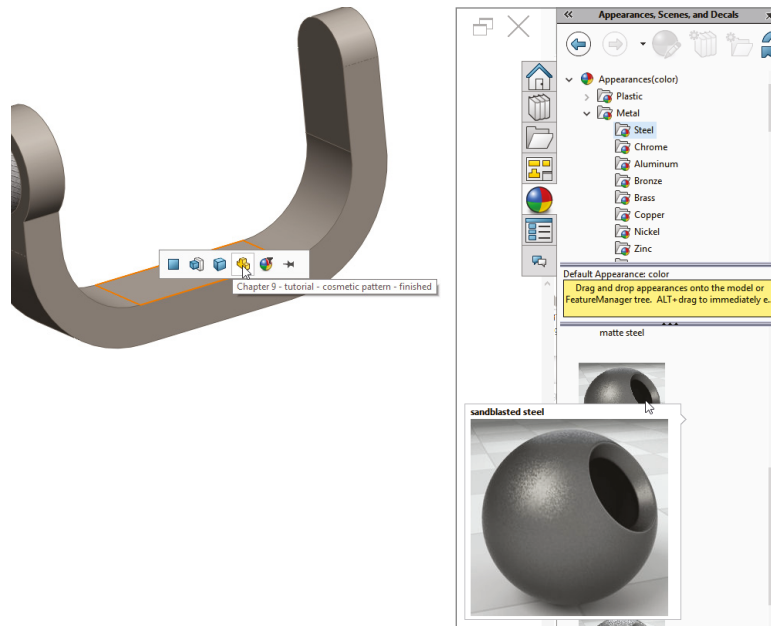 Appearances, Scenes, and Decals
Appearances(color)
Plastic
Metal
Steel
Chrome
Aluminum
Bronze
Brass
Copper
Nickel
Zinc
Chapter 9 - tutorial - cosmetic pattern - finished
Default Appearance: color
Drag and drop appearances onto the model or
FeatureManager tree. ALT+drag to immediately e..
matte steel
sandblasted steel